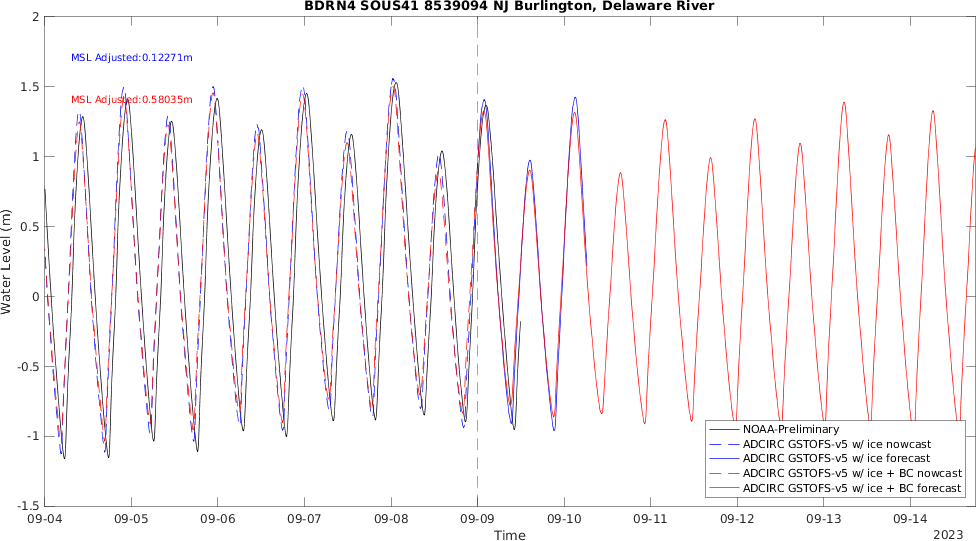 BDRN4 SOUS41 8539094 NJ Burlington, Delaware River
MSL Adjusted:0.12271m
MSL Adjusted:0.58035m
Water Level (m)
2
1.5
1
0.5
0
-0.5
-1
-1.5
NOAA-Preliminary
ADCIRC GSTOFS-v5 w/ ice nowcast
ADCIRC GSTOFS-v5 w/ ice forecast
ADCIRC GSTOFS-v5 w/ ice + BC nowcast
ADCIRC GSTOFS-v5 w/ ice + BC forecast
09-04 09-05 09-06 09-07 09-08 09-09 09-10 09-11 09-12 09-13 09-14
Time
2023